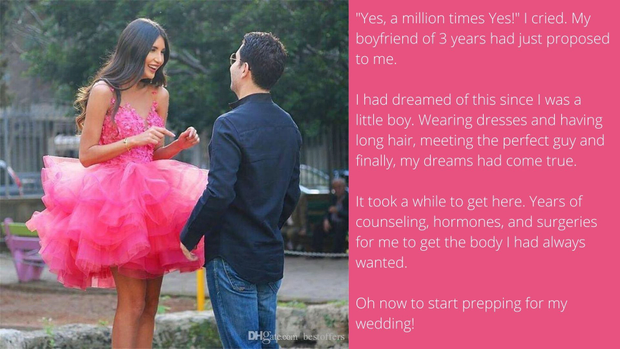 "Yes, a million times Yes!" I cried. My
boyfriend of 3 years had just proposed
to me.
I had dreamed of this since I was a
little boy. Wearing dresses and having
long hair, meeting the perfect guy and
finally, my dreams had come true.
It took a while to get here. Years of
counseling, hormones, and surgeries
for me to get the body I had always
wanted.
Oh now to start prepping for my
wedding!
DHgate.com bestoffers